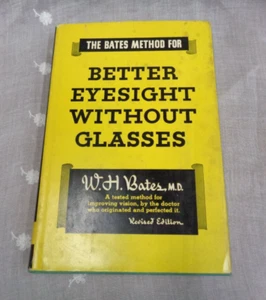 THE BATES METHOD FOR
BETTER
EYESIGHT
WITHOUT
GLASSES
W.H. Bates, M.D.
A tested method for
improving vision, by the doctor
who originated and perfected it.
Revised Edition